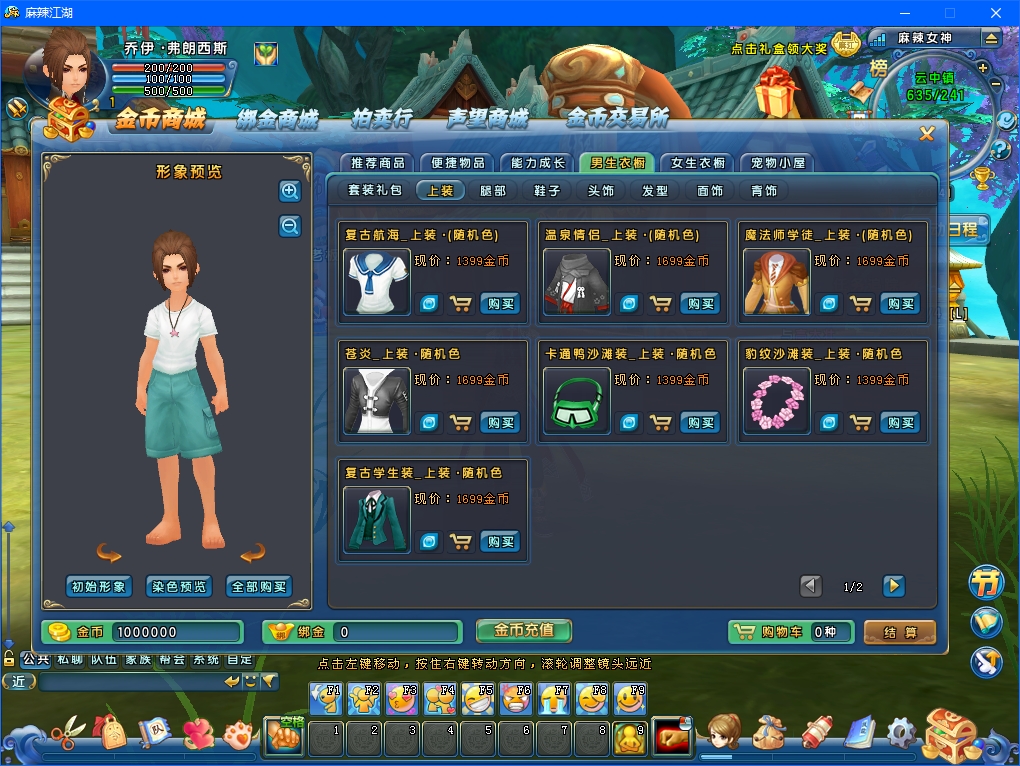 麻辣江湖
乔伊·弗朗西斯
200/200
100/100
500/500
1
点击礼盒领大奖
麻辣女神
榜
云中镇
635/241
金币商城 绑金商城 拍卖行 声望商城 金币交易所
形象预览
推荐商品 便捷物品 能力成长 男生衣橱 女生衣橱 宠物小屋
套装礼包 上装 腿部 鞋子 头饰 发型 面饰 背饰
日程
[L]
复古航海_上装·(随机色)
现价：1399金币
购买
温泉情侣_上装·(随机色)
现价：1699金币
购买
魔法师学徒_上装·(随机色)
现价：1699金币
购买
苍炎_上装·随机色
现价：1699金币
购买
卡通鸭沙滩装_上装·随机色
现价：1399金币
购买
豹纹沙滩装_上装·随机色
现价：1399金币
购买
复古学生装_上装·随机色
现价：1699金币
购买
初始形象 染色预览 全部购买
1/2
金币 1000000 绑 绑金 0 金币充值 购物车 0种 结算
公共 私聊 队伍 家族 帮会 系统 自定
点击左键移动，按住右键转动方向，滚轮调整镜头远近
近
F1 F2 F3 F4 F5 F6 F7 F8 F9
队 空格 1 2 3 4 5 6 7 8 9